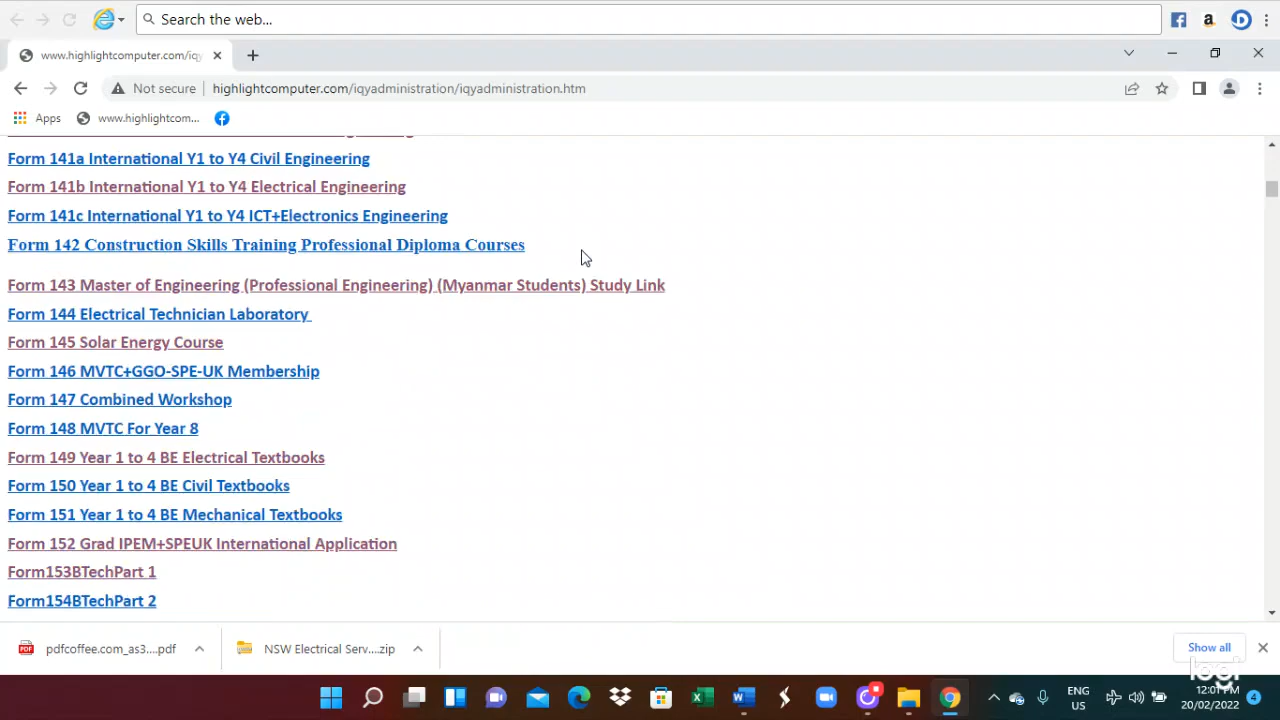 Search the web...
www.highlightcomputer.com/iqy
Not secure
highlightcomputer.com/iqyadministration/iqyadministration.htm
Apps
www.highlightcom...
Form 141a International Y1 to Y4 Civil Engineering
Form 141b International Y1 to Y4 Electrical Engineering
Form 141c International Y1 to Y4 ICT+Electronics Engineering
Form 142 Construction Skills Training Professional Diploma Courses
Form 143 Master of Engineering (Professional Engineering) (Myanmar Students) Study Link
Form 144 Electrical Technician Laboratory
Form 145 Solar Energy Course
Form 146 MVTC+GGO-SPE-UK Membership
Form 147 Combined Workshop
Form 148 MVTC For Year 8
Form 149 Year 1 to 4 BE Electrical Textbooks
Form 150 Year 1 to 4 BE Civil Textbooks
Form 151 Year 1 to 4 BE Mechanical Textbooks
Form 152 Grad IPEM+SPEUK International Application
Form153BTechPart 1
Form154BTechPart 2
pdfcoffee.com_as3....pdf
NSW Electrical Serv....zip
Show all
logi
ENG
AU
12:01 PM
20/02/2022
4